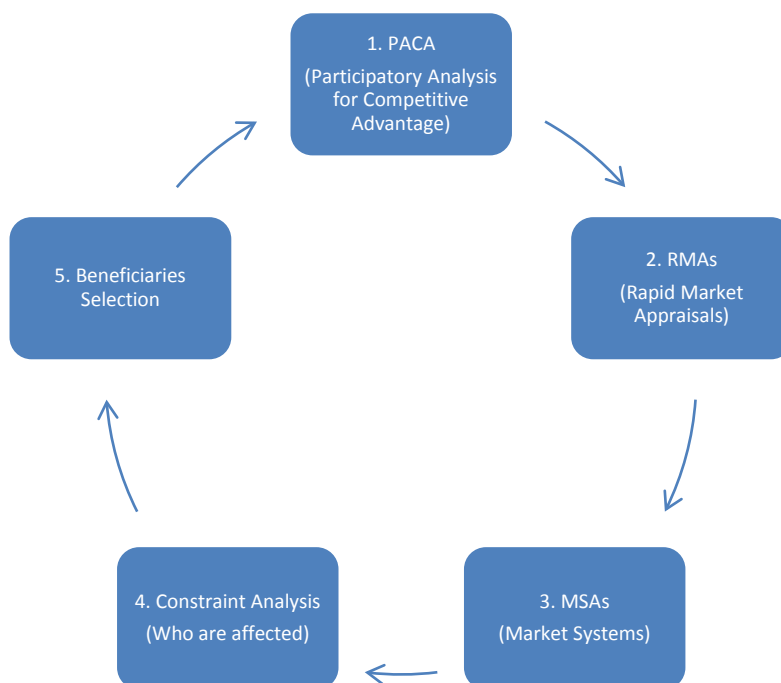 1. PACA
(Participatory Analysis
for Competitive
Advantage)
2. RMAs
(Rapid Market
Appraisals)
3. MSAs
(Market Systems)
4. Constraint Analysis
(Who are affected)
5. Beneficiaries
Selection